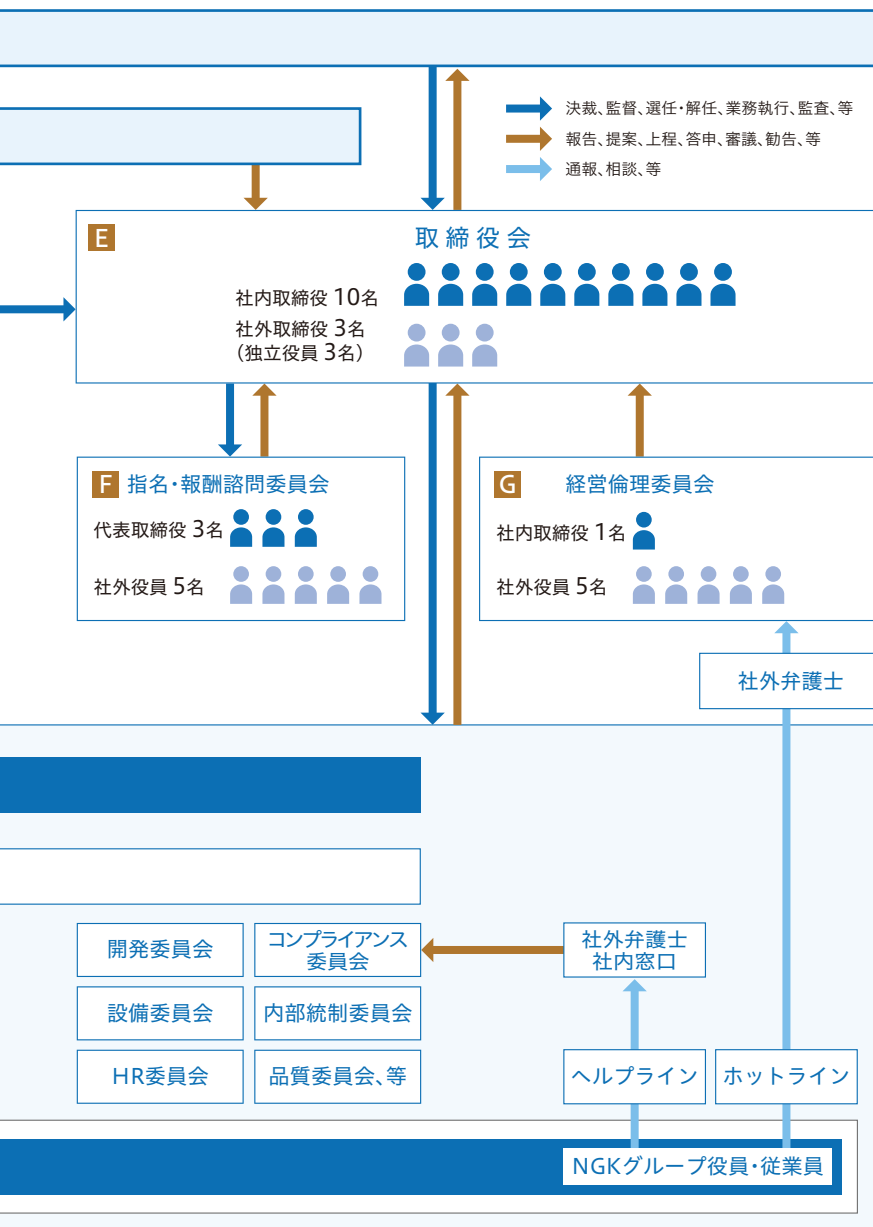 決裁、監督、選任・解任、業務執行、監査、等
報告、提案、上程、答申、審議、勧告、等
通報、相談、等
E 取締役会
社内取締役 10名
社外取締役 3名
（独立役員 3名）
F 指名・報酬諮問委員会
代表取締役 3名
社外役員 5名
G 経営倫理委員会
社内取締役 1名
社外役員 5名
社外弁護士
開発委員会
コンプライアンス
委員会
社外弁護士
社内窓口
設備委員会
内部統制委員会
HR委員会
品質委員会、等
ヘルプライン
ホットライン
NGKグループ役員・従業員